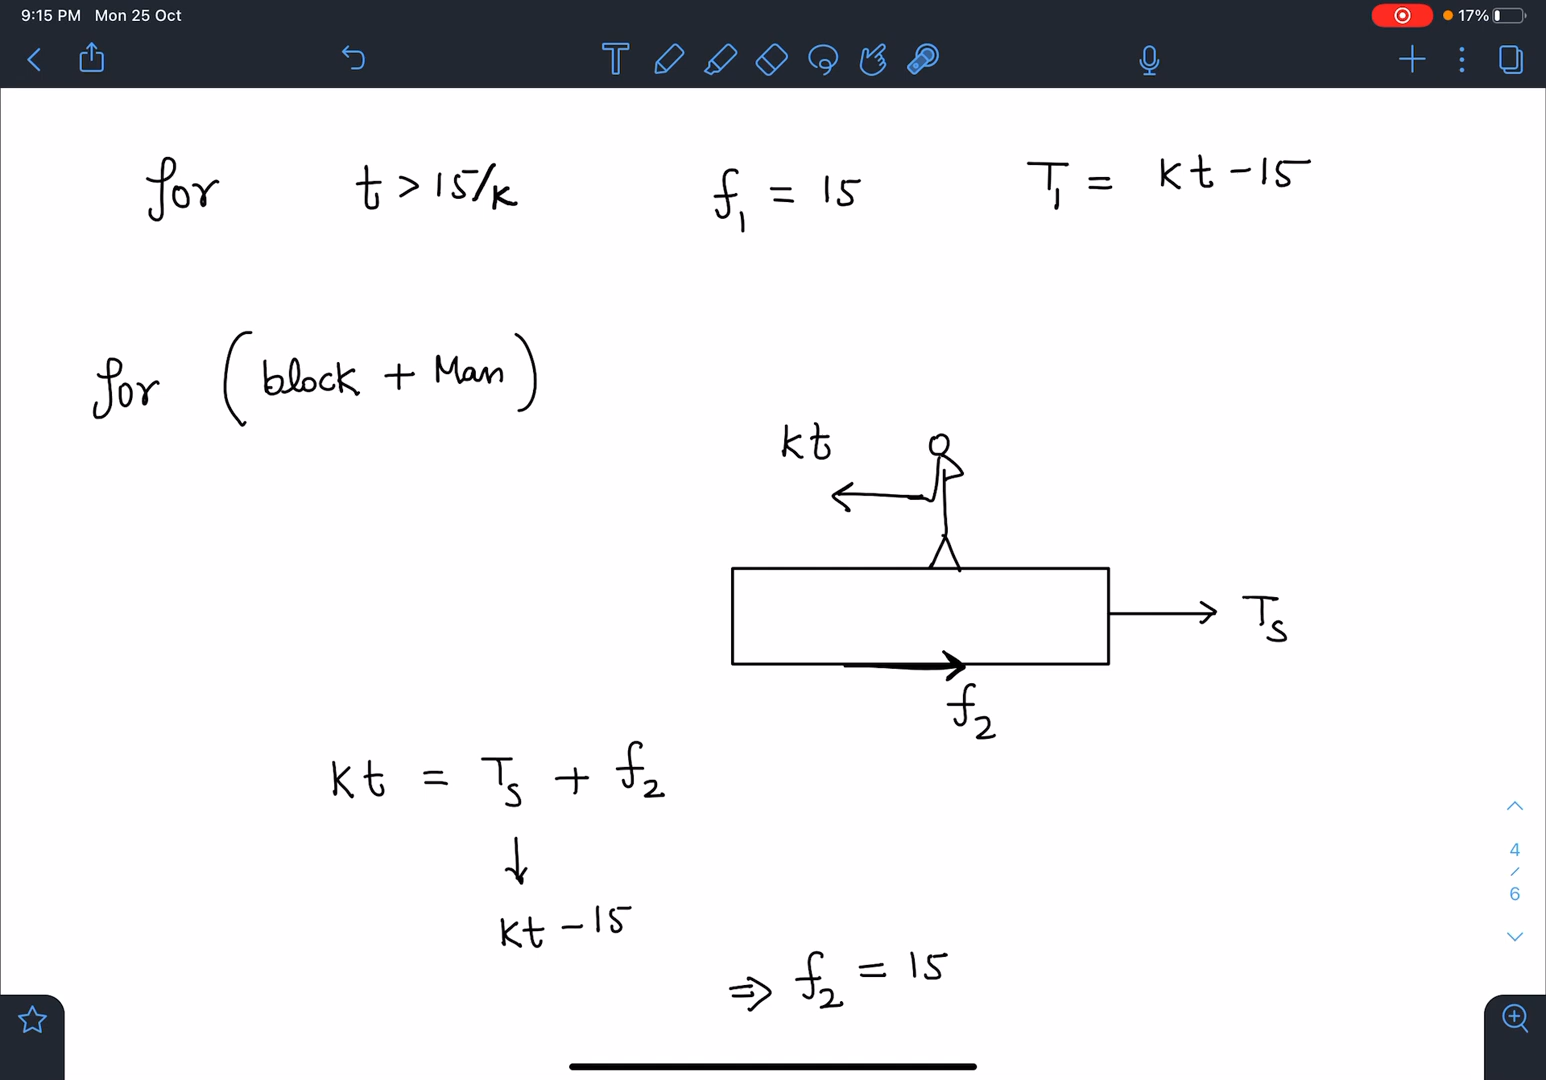 9:15 PM Mon 25 Oct
17%
for t > 15/k f₁ = 15 T₁ = kt - 15
for (block + Man)
kt
Tₛ
f₂
kt = Tₛ + f₂
↓
kt - 15
⇒ f₂ = 15
4
/
6